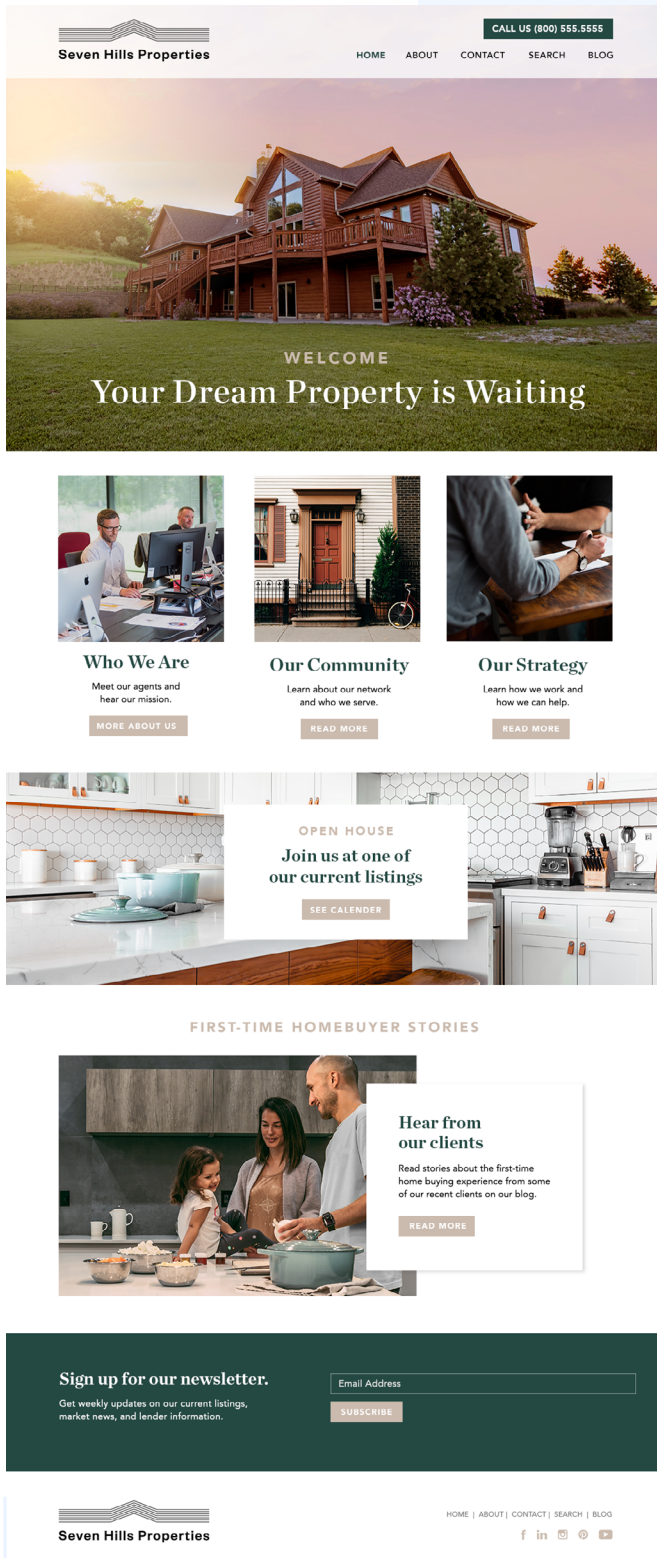 CALL US (800) 555.5555
Seven Hills Properties
HOME ABOUT CONTACT SEARCH BLOG
WELCOME
Your Dream Property is Waiting
Who We Are
Meet our agents and
hear our mission.
MORE ABOUT US
Our Community
Learn about our network
and who we serve.
READ MORE
Our Strategy
Learn how we work and
how we can help.
READ MORE
OPEN HOUSE
Join us at one of
our current listings
SEE CALENDER
FIRST-TIME HOMEBUYER STORIES
Hear from
our clients
Read stories about the first-time
home buying experience from some
of our recent clients on our blog.
READ MORE
Sign up for our newsletter.
Get weekly updates on our current listings,
market news, and lender information.
Email Address
SUBSCRIBE
Seven Hills Properties
HOME | ABOUT | CONTACT | SEARCH | BLOG